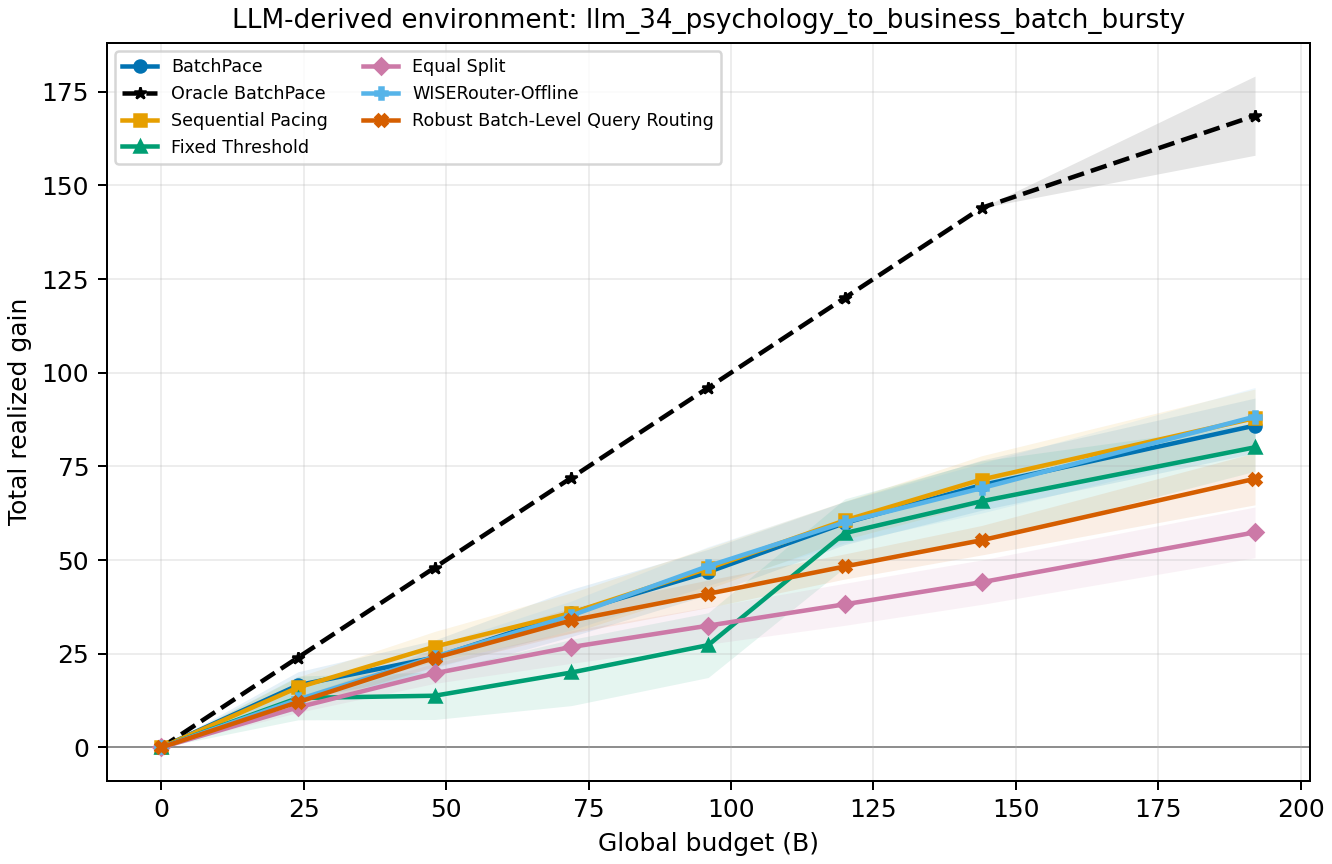 LLM-derived environment: llm_34_psychology_to_business_batch_bursty
BatchPace
Oracle BatchPace
Sequential Pacing
Fixed Threshold
Equal Split
WISERouter-Offline
Robust Batch-Level Query Routing
Total realized gain
175
150
125
100
75
50
25
0
0 25 50 75 100 125 150 175 200
Global budget (B)